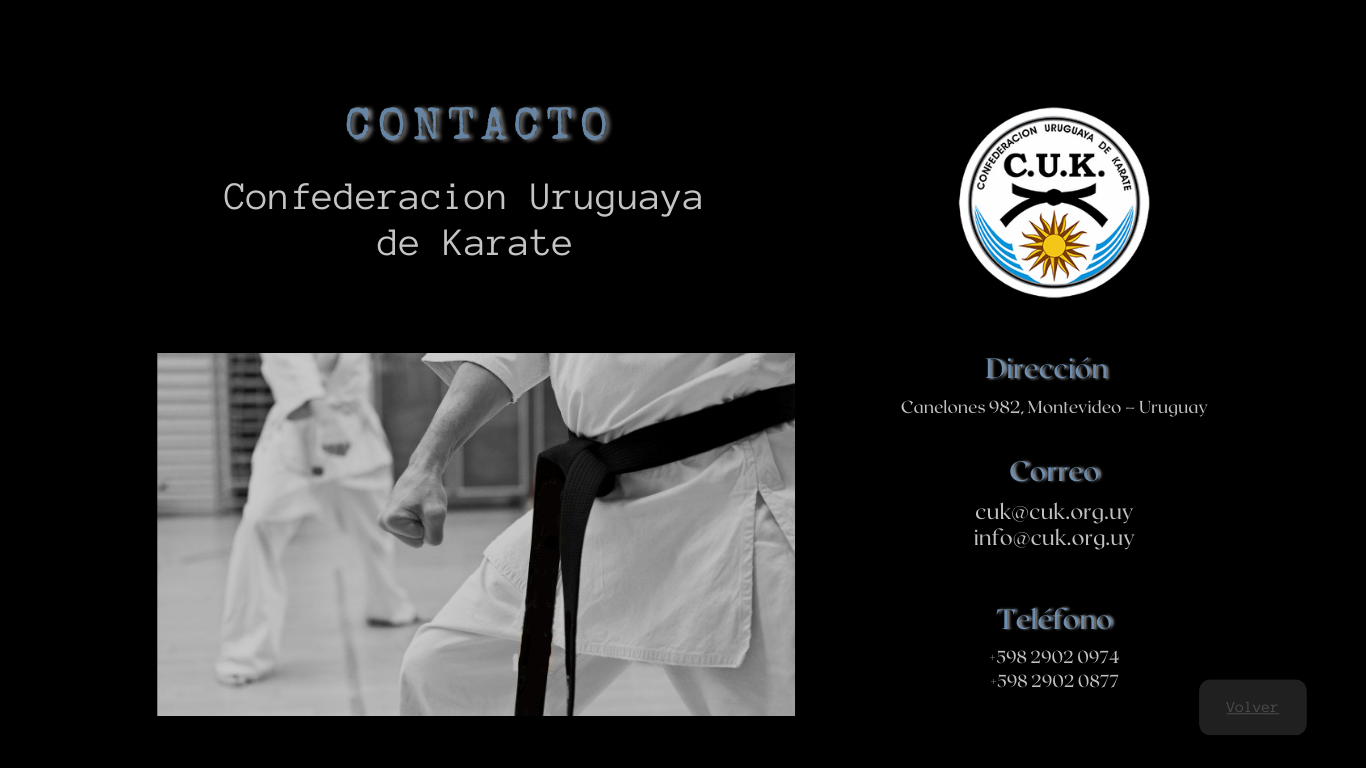 CONTACTO
Confederacion Uruguaya
de Karate
CONFEDERACION URUGUAYA DE KARATE
C.U.K.
Dirección
Canelones 982, Montevideo – Uruguay
Correo
cuk@cuk.org.uy
info@cuk.org.uy
Teléfono
+598 2902 0974
+598 2902 0877
Volver